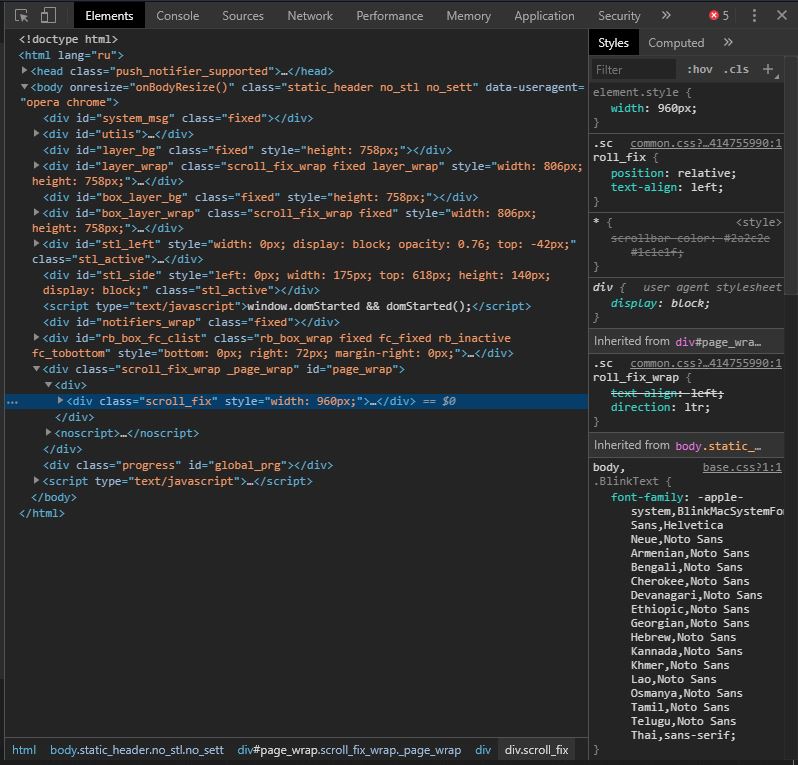 Elements Console Sources Network Performance Memory Application Security » 5
<!doctype html>
<html lang="ru">
<head class="push_notifier_supported">…</head>
<body onresize="onBodyResize()" class="static_header no_stl no_sett" data-useragent=
"opera chrome">
<div id="system_msg" class="fixed"></div>
<div id="utils">…</div>
<div id="layer_bg" class="fixed" style="height: 758px;"></div>
<div id="layer_wrap" class="scroll_fix_wrap fixed layer_wrap" style="width: 806px;
height: 758px;">…</div>
<div id="box_layer_bg" class="fixed" style="height: 758px;"></div>
<div id="box_layer_wrap" class="scroll_fix_wrap fixed" style="width: 806px;
height: 758px;">…</div>
<div id="stl_left" style="width: 0px; display: block; opacity: 0.76; top: -42px;"
class="stl_active">…</div>
<div id="stl_side" style="left: 0px; width: 175px; top: 618px; height: 140px;
display: block;" class="stl_active"></div>
<script type="text/javascript">window.domStarted && domStarted();</script>
<div id="notifiers_wrap" class="fixed"></div>
<div id="rb_box_fc_clist" class="rb_box_wrap fixed fc_fixed rb_inactive
fc_tobottom" style="bottom: 0px; right: 72px; margin-right: 0px;">…</div>
<div class="scroll_fix_wrap _page_wrap" id="page_wrap">
<div>
… <div class="scroll_fix" style="width: 960px;">…</div> == $0
</div>
<noscript>…</noscript>
</div>
<div class="progress" id="global_prg"></div>
<script type="text/javascript">…</script>
</body>
</html>
html body.static_header.no_stl.no_sett div#page_wrap.scroll_fix_wrap._page_wrap div div.scroll_fix
Styles Computed »
Filter :hov .cls +
element.style {
width: 960px;
}
.sc common.css?…414755990:1
roll_fix {
position: relative;
text-align: left;
}
* { <style>
scrollbar-color: #2a2c2e
#1c1e1f;
}
div { user agent stylesheet
display: block;
}
Inherited from div#page_wra…
.sc common.css?…414755990:1
roll_fix_wrap {
text-align: left;
direction: ltr;
}
Inherited from body.static_…
body, base.css?1:1
.BlinkText {
font-family: -apple-
system,BlinkMacSystemFon
Sans,Helvetica
Neue,Noto Sans
Armenian,Noto Sans
Bengali,Noto Sans
Cherokee,Noto Sans
Devanagari,Noto Sans
Ethiopic,Noto Sans
Georgian,Noto Sans
Hebrew,Noto Sans
Kannada,Noto Sans
Khmer,Noto Sans
Lao,Noto Sans
Osmanya,Noto Sans
Tamil,Noto Sans
Telugu,Noto Sans
Thai,sans-serif;
}